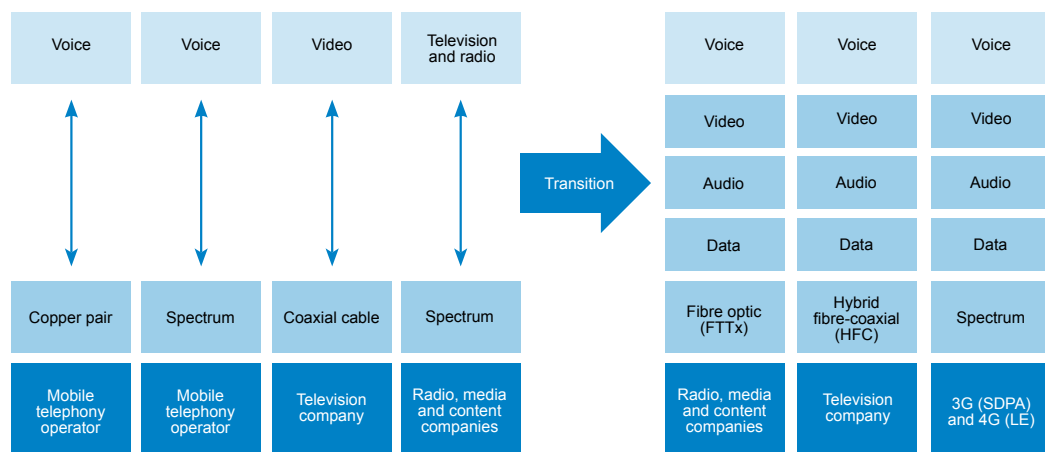 Voice
Voice
Video
Television
and radio
Copper pair
Spectrum
Coaxial cable
Spectrum
Mobile
telephony
operator
Mobile
telephony
operator
Television
company
Radio, media
and content
companies
Transition
Voice
Voice
Voice
Video
Video
Video
Audio
Audio
Audio
Data
Data
Data
Fibre optic
(FTTx)
Hybrid
fibre-coaxial
(HFC)
Spectrum
Radio, media
and content
companies
Television
company
3G (SDPA)
and 4G (LE)